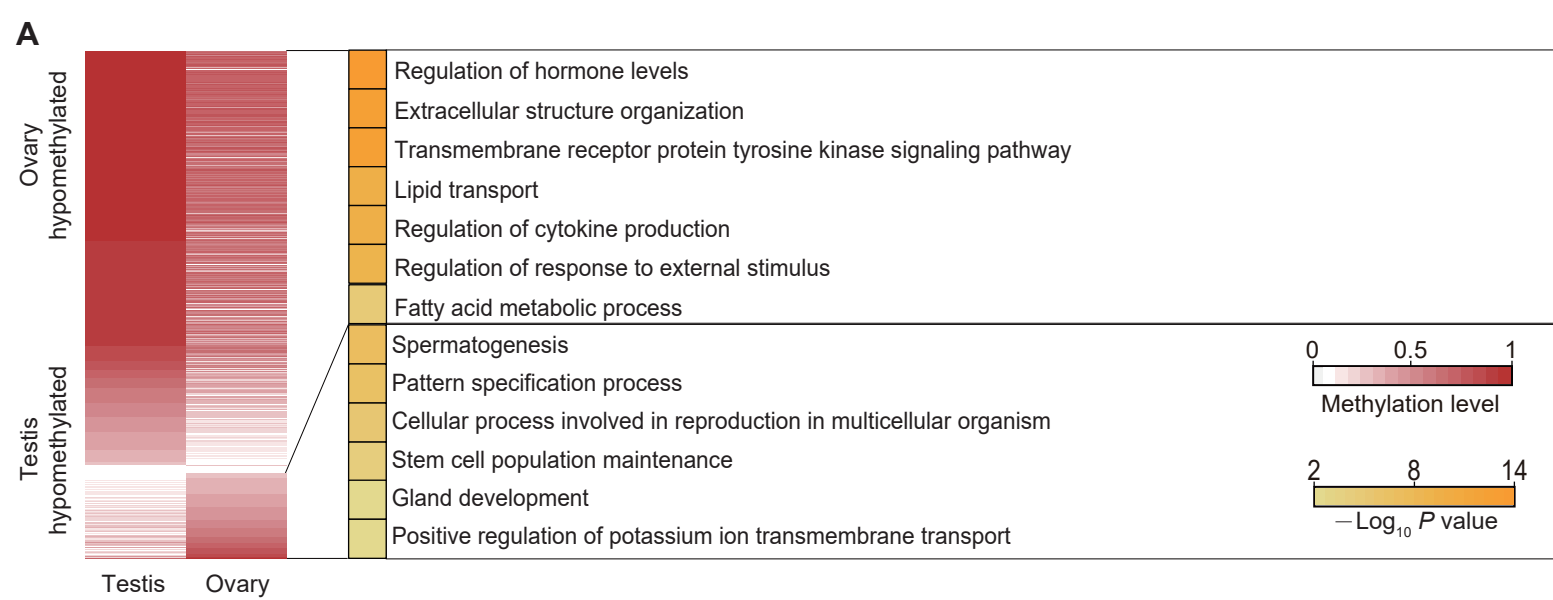 A
Ovary
hypomethylated
Testis
hypomethylated
Regulation of hormone levels
Extracellular structure organization
Transmembrane receptor protein tyrosine kinase signaling pathway
Lipid transport
Regulation of cytokine production
Regulation of response to external stimulus
Fatty acid metabolic process
Spermatogenesis
Pattern specification process
Cellular process involved in reproduction in multicellular organism
Stem cell population maintenance
Gland development
Positive regulation of potassium ion transmembrane transport
0 0.5 1
Methylation level
2 8 14
−Log10 P value
Testis Ovary